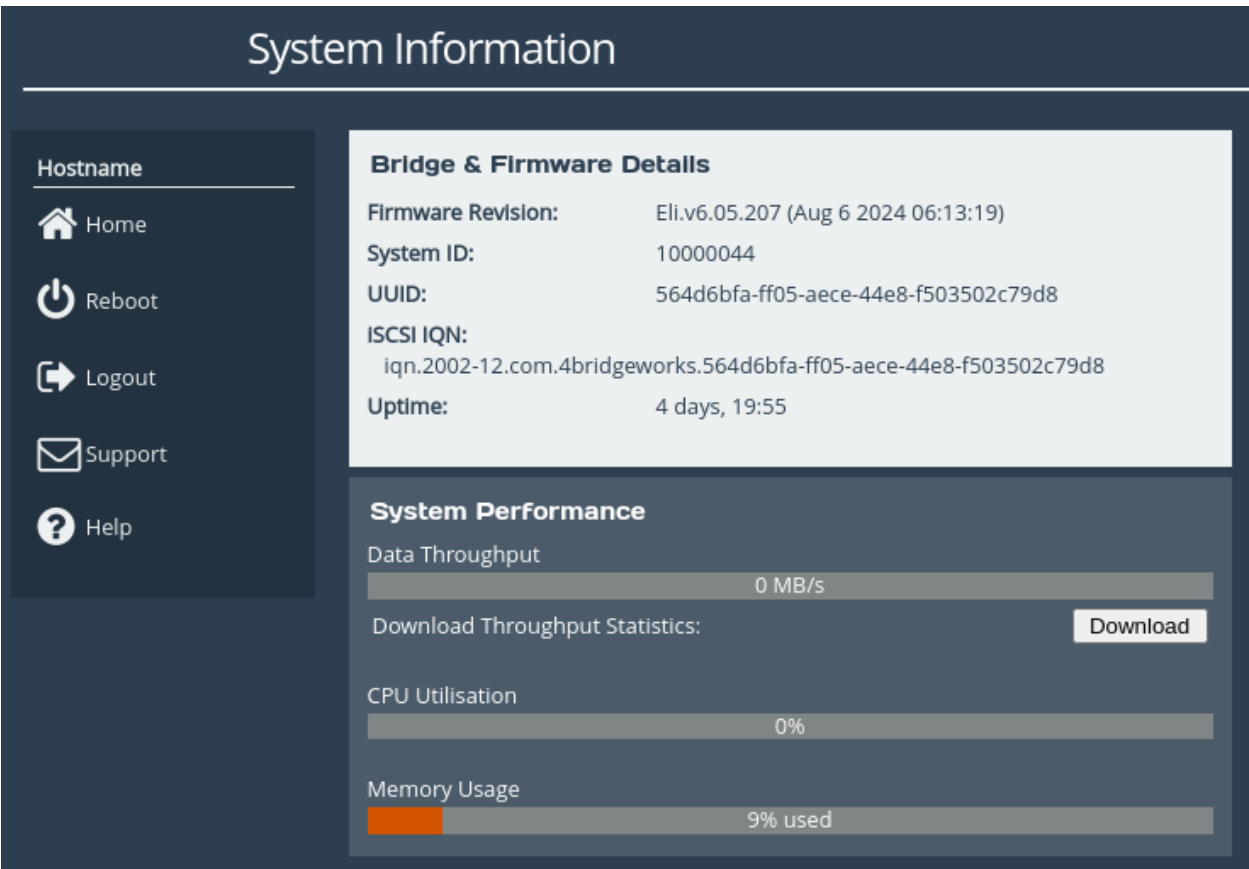 System Information
Hostname
Home
Reboot
Logout
Support
Help
Bridge & Firmware Details
Firmware Revision: Eli.v6.05.207 (Aug 6 2024 06:13:19)
System ID: 10000044
UUID: 564d6bfa-ff05-aece-44e8-f503502c79d8
iSCSI IQN:
iqn.2002-12.com.4bridgeworks.564d6bfa-ff05-aece-44e8-f503502c79d8
Uptime: 4 days, 19:55
System Performance
Data Throughput
0 MB/s
Download Throughput Statistics: Download
CPU Utilisation
0%
Memory Usage
9% used